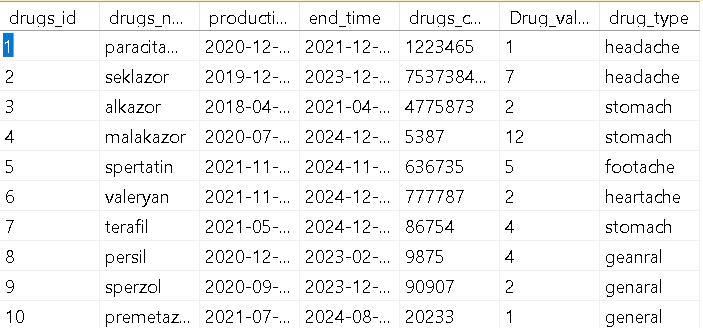 drugs_id drugs_n... producti... end_time drugs_c... Drug_val... drug_type
1 paracita... 2020-12-... 2021-12-... 1223465 1 headache
2 seklazor 2019-12-... 2023-12-... 7537384... 7 headache
3 alkazor 2018-04-... 2021-04-... 4775873 2 stomach
4 malakazor 2020-07-... 2024-12-... 5387 12 stomach
5 spertatin 2021-11-... 2024-11-... 636735 5 footache
6 valeryan 2021-11-... 2024-12-... 777787 2 heartache
7 terafil 2021-05-... 2024-12-... 86754 4 stomach
8 persil 2020-12-... 2023-02-... 9875 4 geanral
9 sperzol 2020-09-... 2023-12-... 90907 2 genaral
10 premetaz... 2021-07-... 2024-08-... 20233 1 general